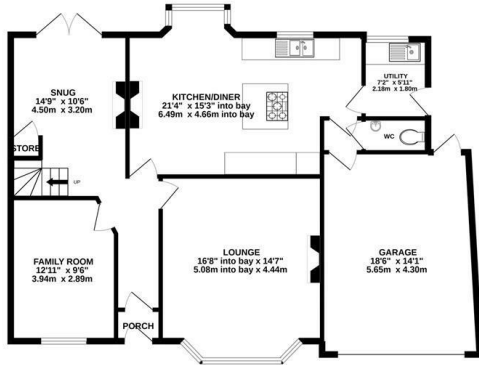 SNUG
14'9" x 10'6"
4.50m x 3.20m
KITCHEN/DINER
21'4" x 15'3" into bay
6.49m x 4.66m into bay
UTILITY
7'2" x 5'11"
2.18m x 1.80m
WC
STORE
UP
FAMILY ROOM
12'11" x 9'6"
3.94m x 2.89m
LOUNGE
16'8" into bay x 14'7"
5.08m into bay x 4.44m
GARAGE
18'6" x 14'1"
5.65m x 4.30m
PORCH